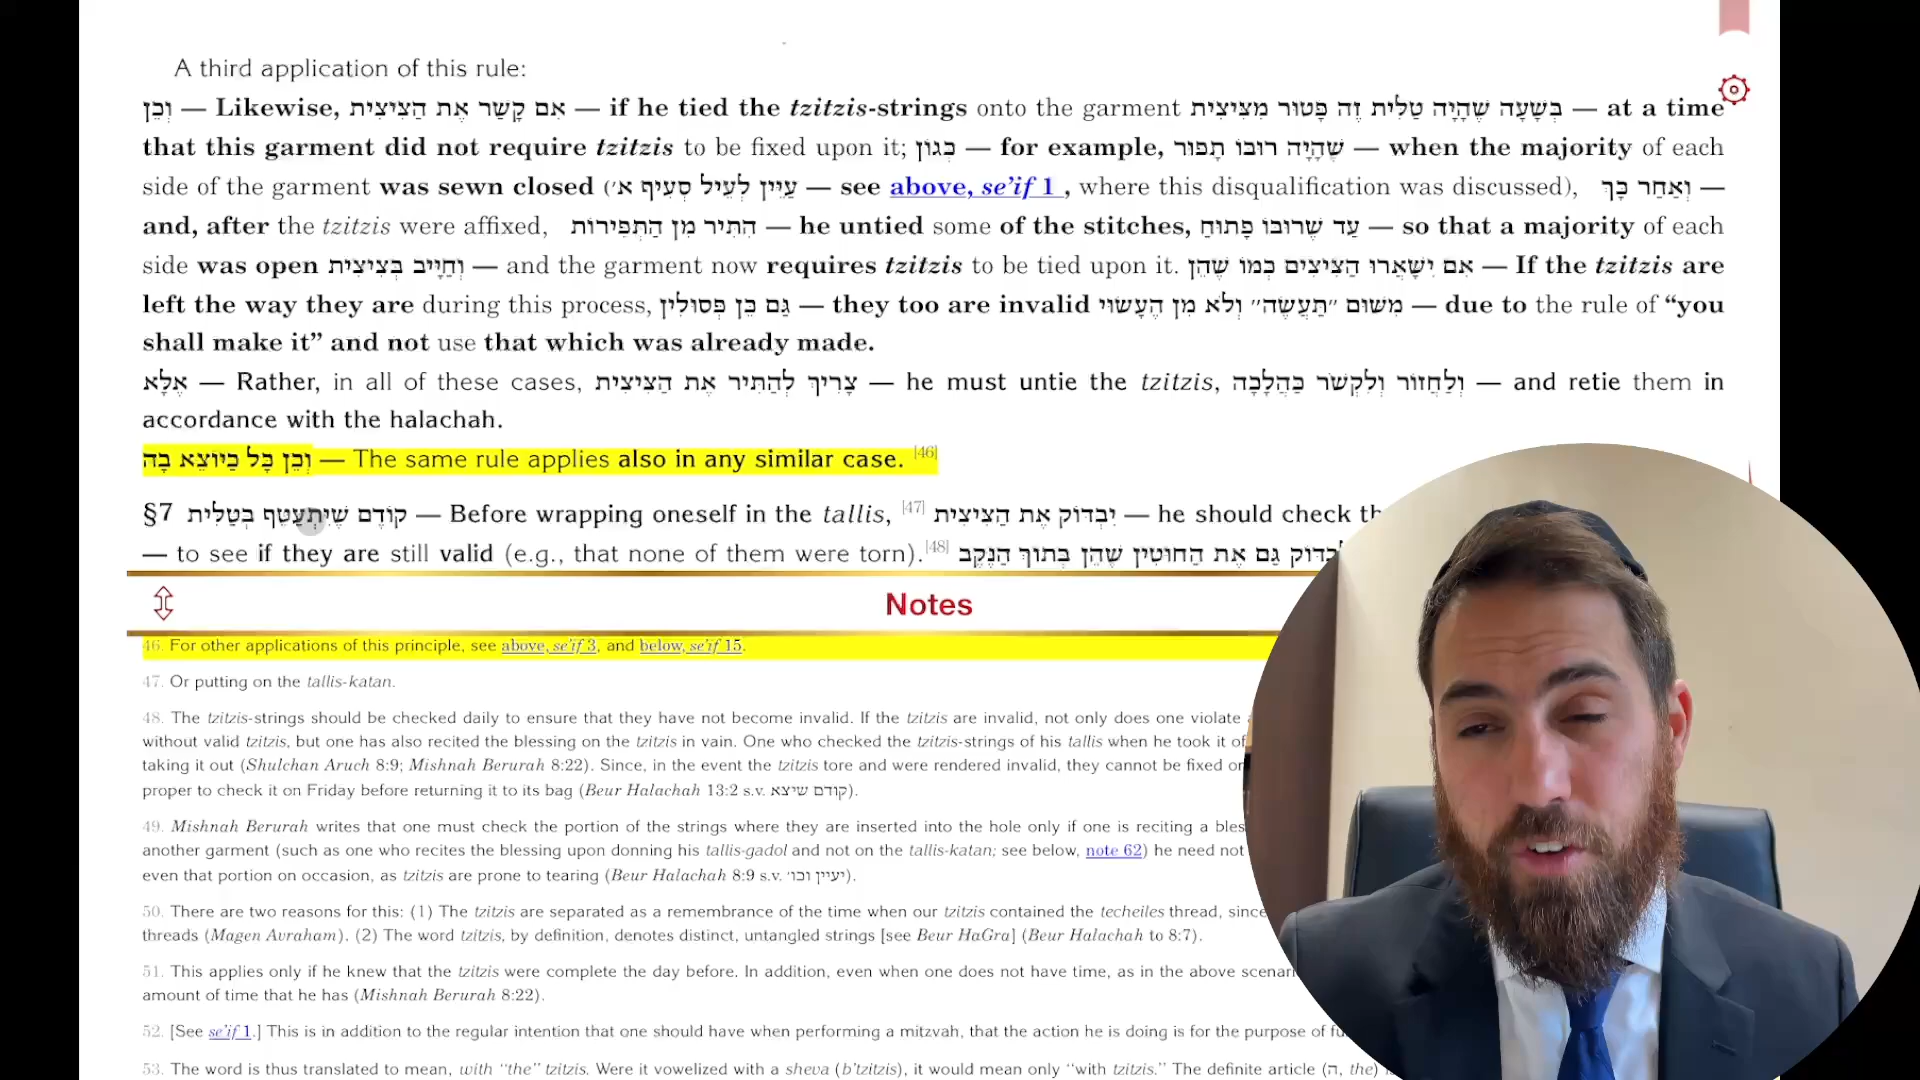 A third application of this rule:
וְכֵן — Likewise, אִם קָשַׁר אֶת הַצִּיצִית — if he tied the tzitzis-strings onto the garment בְּשָׁעָה שֶׁהָיָה טַלִּית זֶה פָּטוּר מִצִּיצִית — at a time
that this garment did not require tzitzis to be fixed upon it; כְּגוֹן — for example, שֶׁהָיָה רוּבּוֹ תָּפוּר — when the majority of each
side of the garment was sewn closed (עַיֵּין לְעֵיל סְעִיף א׳ — see above, se’if 1 , where this disqualification was discussed), וְאַחַר כָּךְ —
and, after the tzitzis were affixed, הִתִּיר מִן הַתְּפִירוֹת — he untied some of the stitches, עַד שֶׁרוּבּוֹ פָּתוּחַ — so that a majority of each
side was open וְחַיָּיב בְּצִיצִית — and the garment now requires tzitzis to be tied upon it. אִם יִשָּׁאֲרוּ הַצִּיצִים כְּמוֹ שֶׁהֵן — If the tzitzis are
left the way they are during this process, גַּם כֵּן פְּסוּלִין — they too are invalid מִשּׁוּם ״תַּעֲשֶׂה״ וְלֹא מִן הֶעָשׂוּי — due to the rule of “you
shall make it” and not use that which was already made.
אֶלָּא — Rather, in all of these cases, צָרִיךְ לְהַתִּיר אֶת הַצִּיצִית — he must untie the tzitzis, וְלַחֲזוֹר וְלִקְשֹׁר כַּהֲלָכָה — and retie them in
accordance with the halachah.
וְכֵן כָּל כַּיּוֹצֵא בָּהּ — The same rule applies also in any similar case. [46]
§7 קוֹדֶם שֶׁיִּתְעַטֵּף בְּטַלִּית — Before wrapping oneself in the tallis, [47] יִבְדּוֹק אֶת הַצִּיצִית — he should check
— to see if they are still valid (e.g., that none of them were torn).[48] לִבְדּוֹק גַּם אֶת הַחוּטִין שֶׁהֵן בְּתוֹךְ הַנֶּקֶב
Notes
46. For other applications of this principle, see above, se’if 3, and below, se’if 15.
47. Or putting on the tallis-katan.
48. The tzitzis-strings should be checked daily to ensure that they have not become invalid. If the tzitzis are invalid, not only does one violate
without valid tzitzis, but one has also recited the blessing on the tzitzis in vain. One who checked the tzitzis-strings of his tallis when he took it of
taking it out (Shulchan Aruch 8:9; Mishnah Berurah 8:22). Since, in the event the tzitzis tore and were rendered invalid, they cannot be fixed or
proper to check it on Friday before returning it to its bag (Beur Halachah 13:2 s.v. קודם שיצא).
49. Mishnah Berurah writes that one must check the portion of the strings where they are inserted into the hole only if one is reciting a bles
another garment (such as one who recites the blessing upon donning his tallis-gadol and not on the tallis-katan; see below, note 62) he need not
even that portion on occasion, as tzitzis are prone to tearing (Beur Halachah 8:9 s.v. יעיין וכו׳).
50. There are two reasons for this: (1) The tzitzis are separated as a remembrance of the time when our tzitzis contained the techeiles thread, since
threads (Magen Avraham). (2) The word tzitzis, by definition, denotes distinct, untangled strings [see Beur HaGra] (Beur Halachah to 8:7).
51. This applies only if he knew that the tzitzis were complete the day before. In addition, even when one does not have time, as in the above scenar
amount of time that he has (Mishnah Berurah 8:22).
52. [See se’if 1.] This is in addition to the regular intention that one should have when performing a mitzvah, that the action he is doing is for the purpose of fu
53. The word is thus translated to mean, with “the” tzitzis. Were it vowelized with a sheva (b’tzitzis), it would mean only “with tzitzis.” The definite article (ה, the)